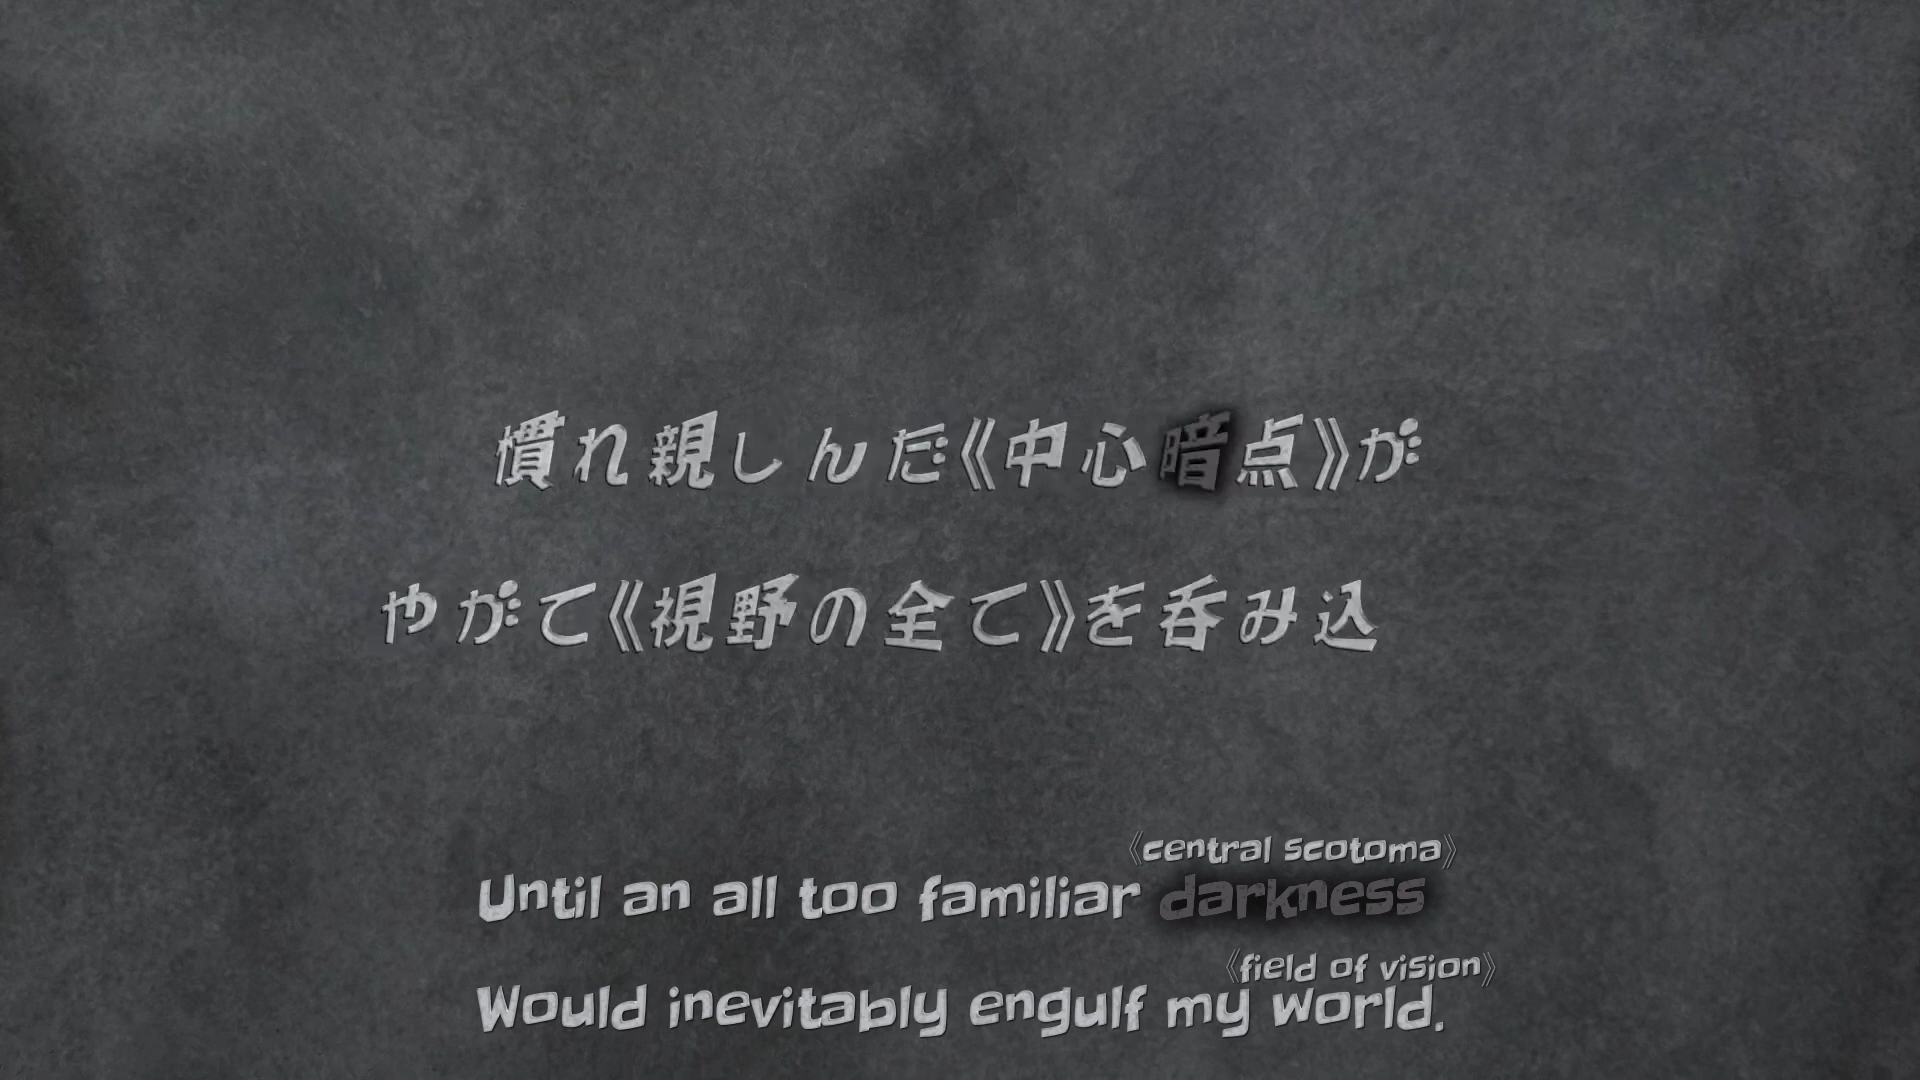 慣れ親しんだ《中心暗点》が
やがて《視野の全て》を呑み込
《central scotoma》
Until an all too familiar darkness
《field of vision》
Would inevitably engulf my world.